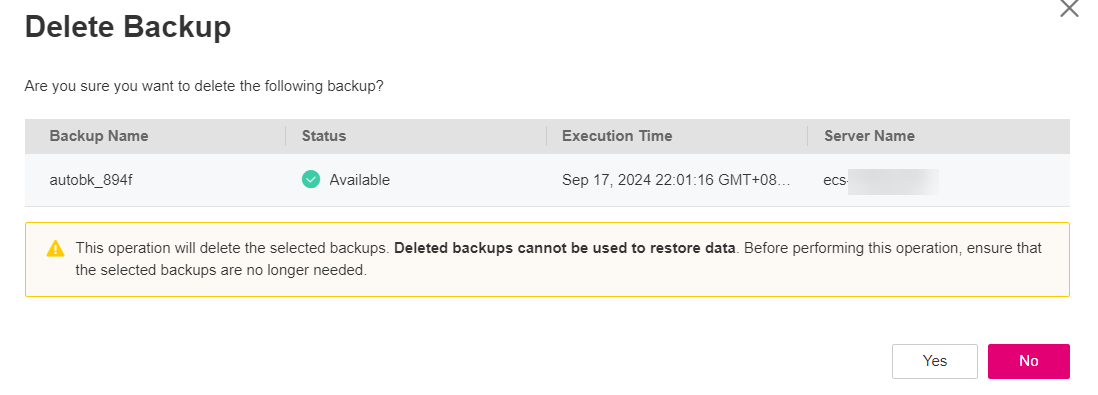 Delete Backup
Are you sure you want to delete the following backup?
Backup Name Status Execution Time Server Name
autobk_894f Available Sep 17, 2024 22:01:16 GMT+08... ecs-
This operation will delete the selected backups. Deleted backups cannot be used to restore data. Before performing this operation, ensure that
the selected backups are no longer needed.
Yes No